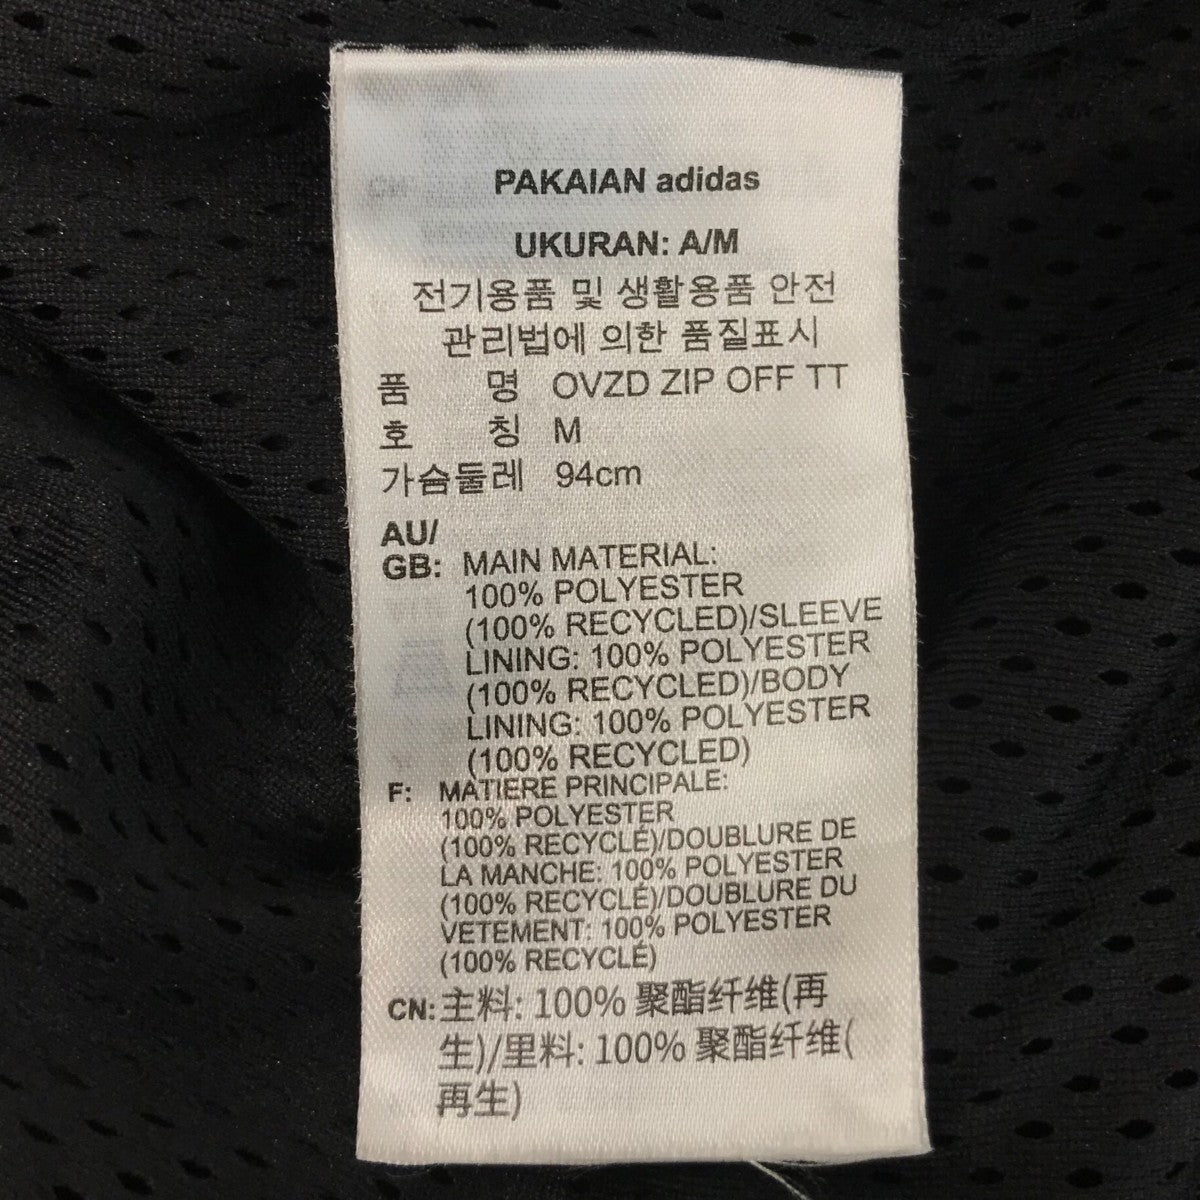 PAKAIAN adidas
UKURAN: A/M
전기용품 및 생활용품 안전
관리법에 의한 품질표시
품 명 OVZD ZIP OFF TT
호 칭 M
가슴둘레 94cm
AU/
GB: MAIN MATERIAL:
100% POLYESTER
(100% RECYCLED)/SLEEVE
LINING: 100% POLYESTER
(100% RECYCLED)/BODY
LINING: 100% POLYESTER
(100% RECYCLED)
F: MATIERE PRINCIPALE:
100% POLYESTER
(100% RECYCLÉ)/DOUBLURE DE
LA MANCHE: 100% POLYESTER
(100% RECYCLÉ)/DOUBLURE DU
VETEMENT: 100% POLYESTER
(100% RECYCLÉ)
CN: 主料: 100% 聚酯纤维(再
生)/里料: 100% 聚酯纤维(
再生)